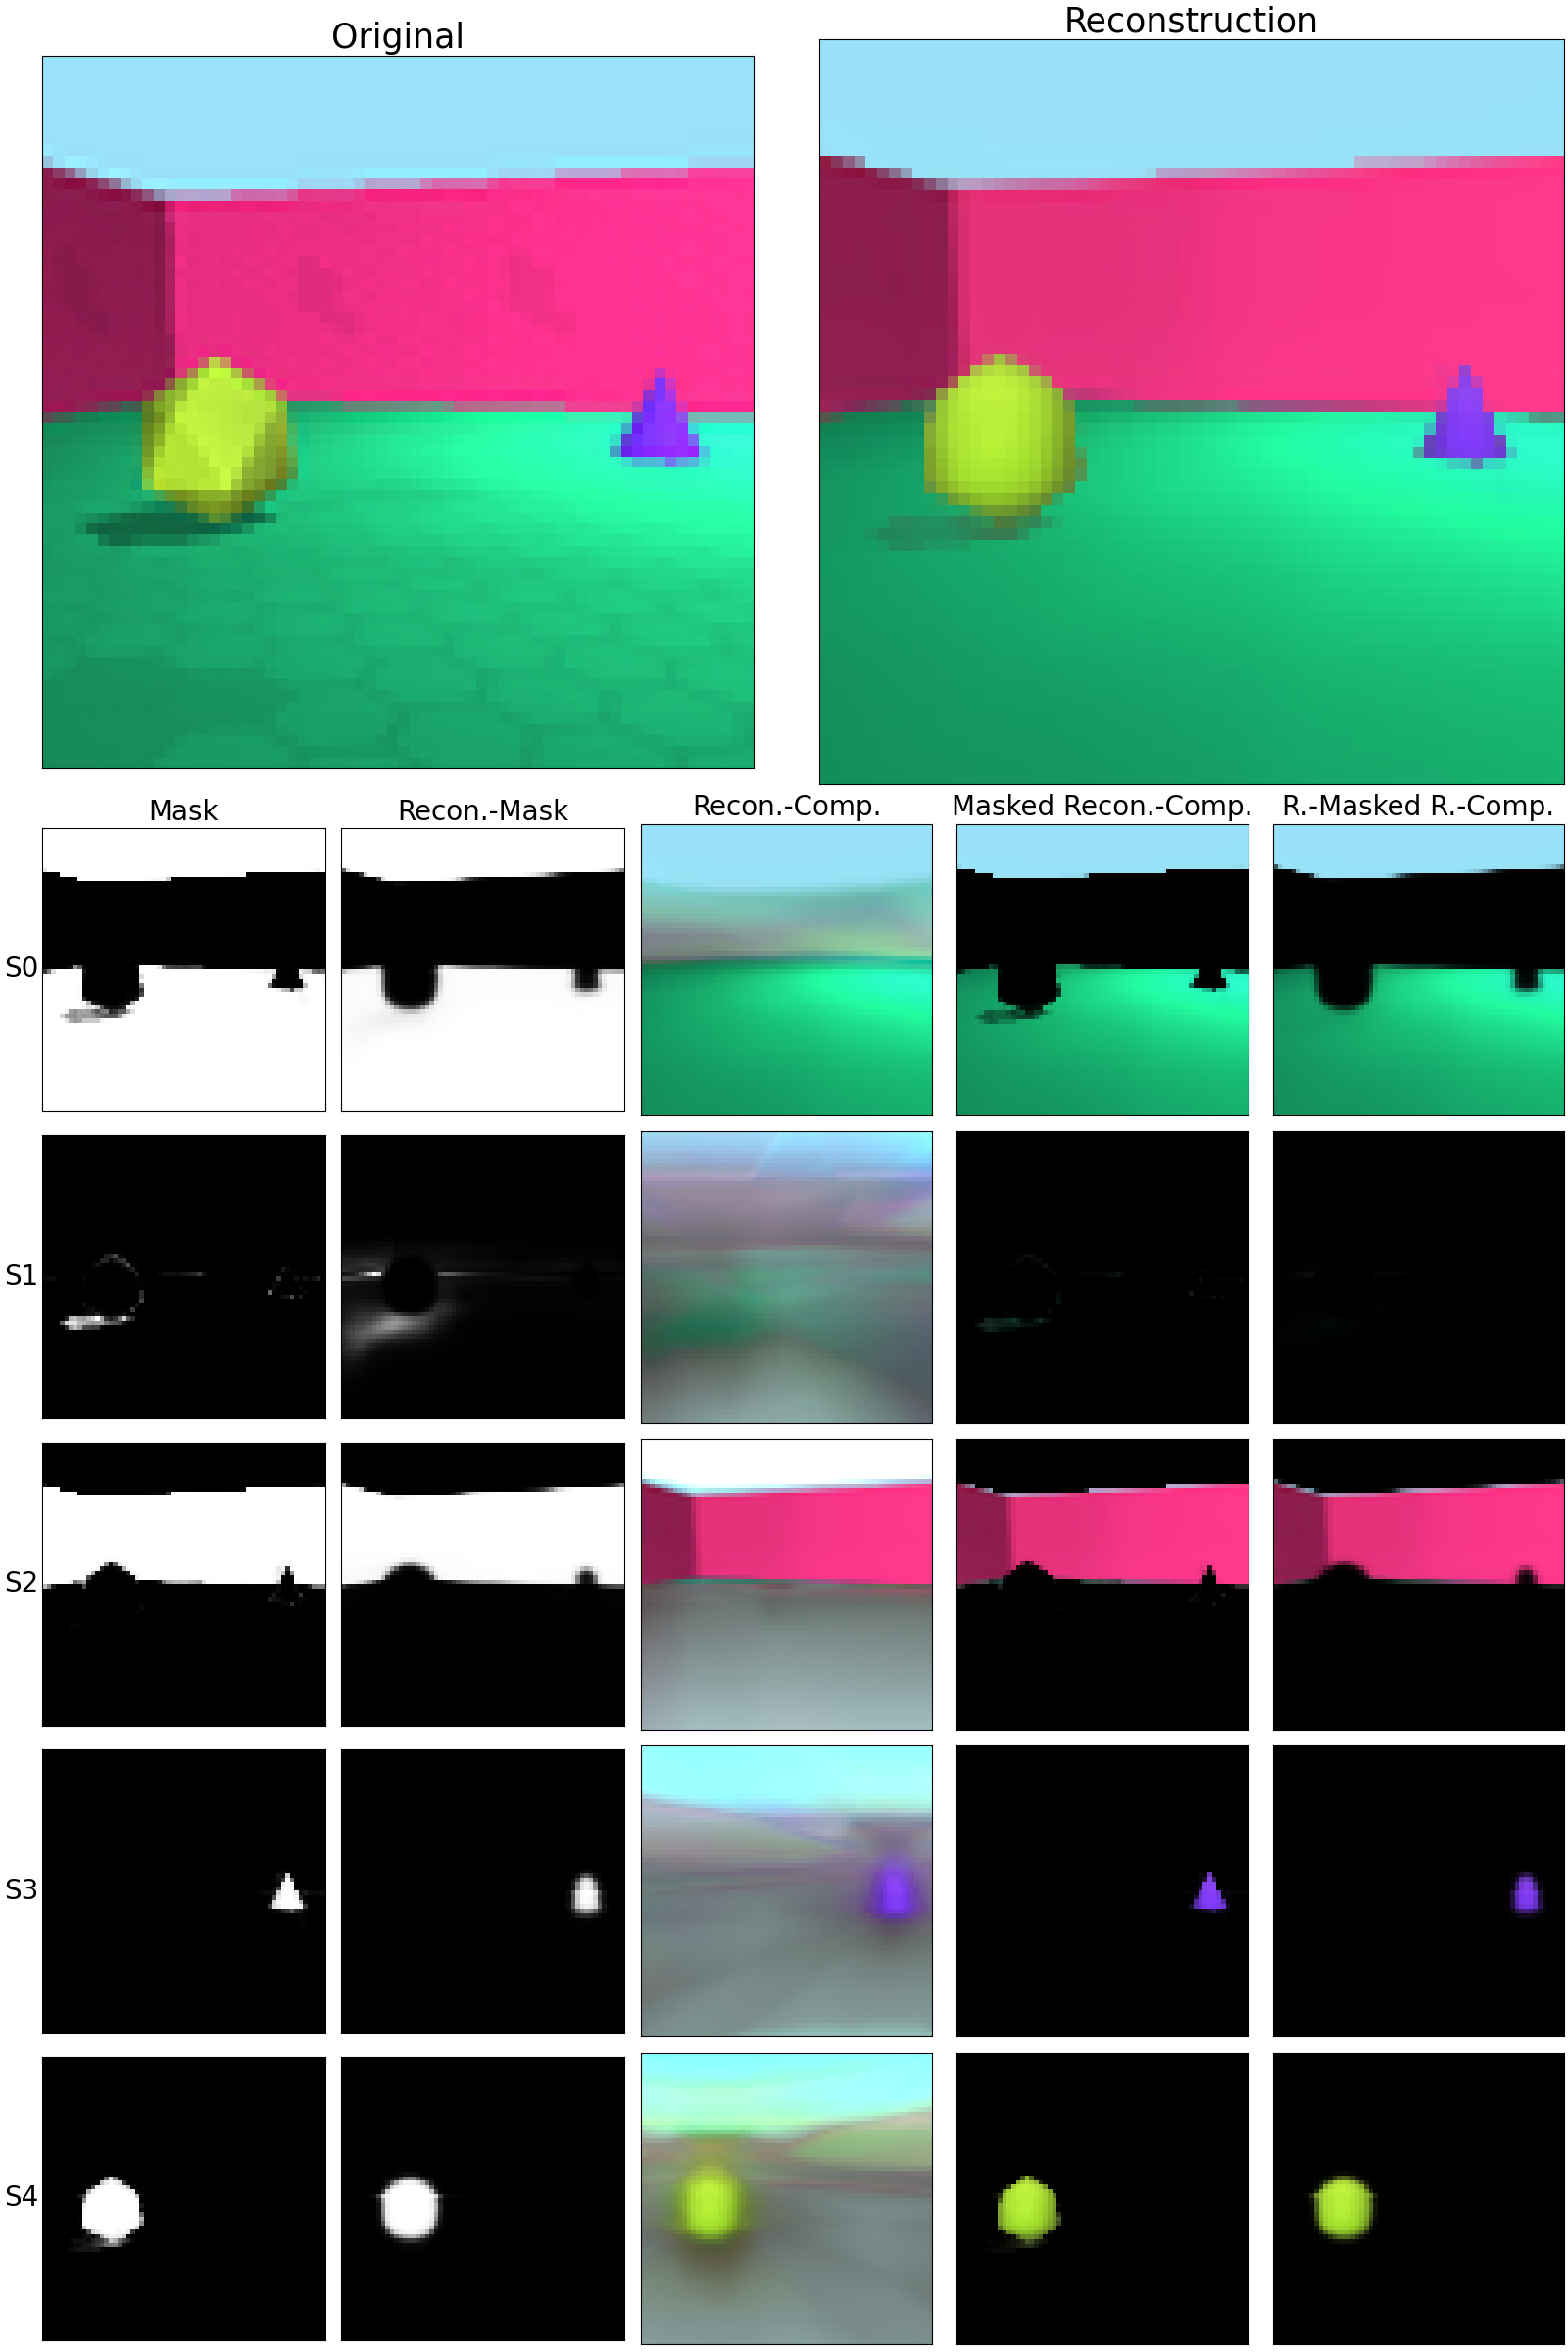 Original
Reconstruction
Mask
Recon.-Mask
Recon.-Comp.
Masked Recon.-Comp.
R.-Masked R.-Comp.
S0
S1
S2
S3
S4